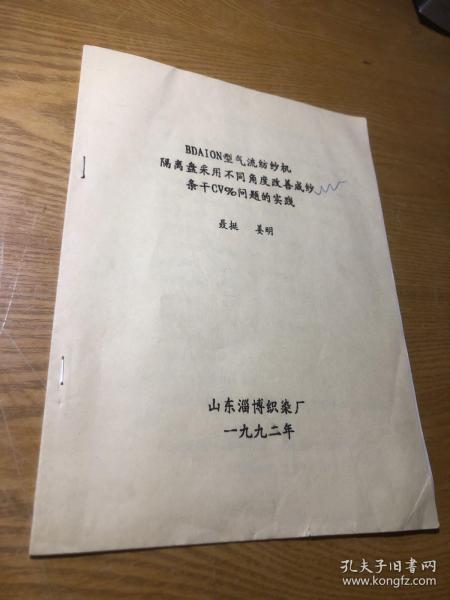 BDAION型气流纺纱机
隔离盘采用不同角度改善成纱
条干CV%问题的实践
聂挺 姜明
山东淄博织染厂
一九九二年
孔夫子旧书网
www.kongfz.com